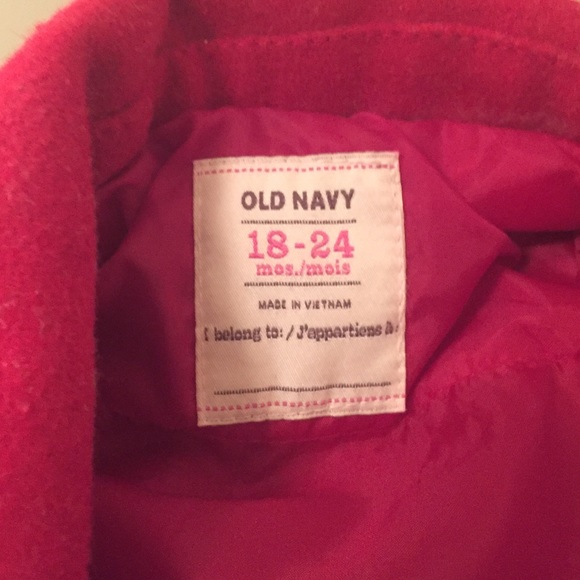 OLD NAVY
18-24
mos./mois
MADE IN VIETNAM
I belong to: / J'appartiens à: